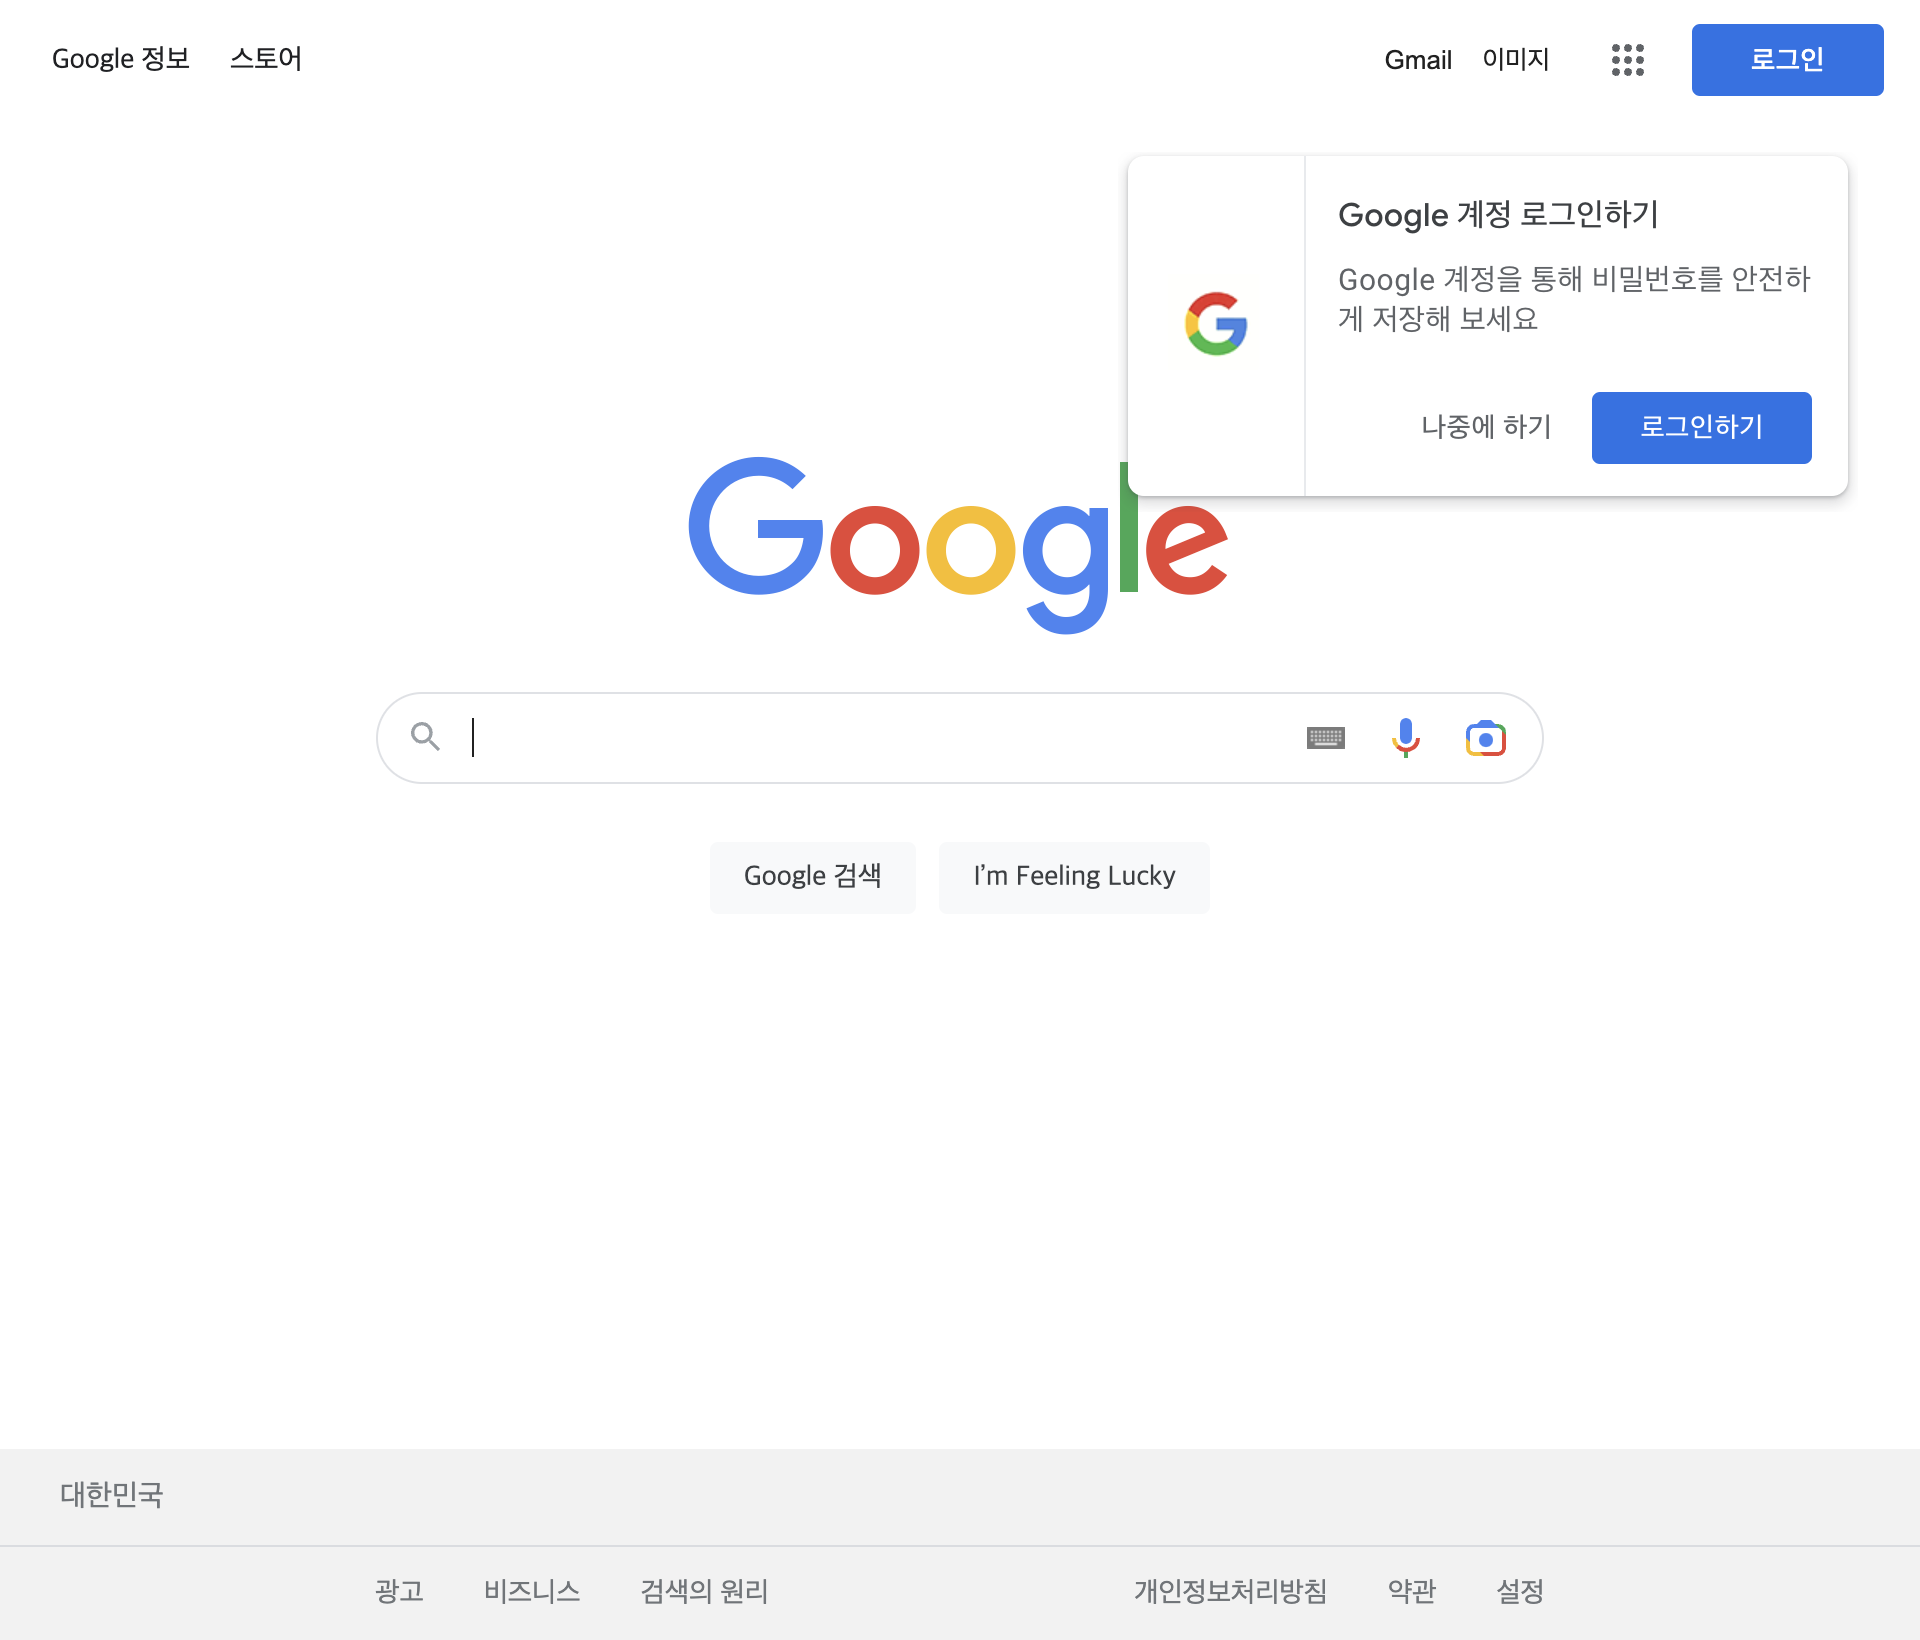 Google 정보 스토어
Gmail 이미지 로그인
Google 계정 로그인하기
Google 계정을 통해 비밀번호를 안전하
게 저장해 보세요
나중에 하기 로그인하기
Google
Google 검색 I’m Feeling Lucky
대한민국
광고 비즈니스 검색의 원리 개인정보처리방침 약관 설정